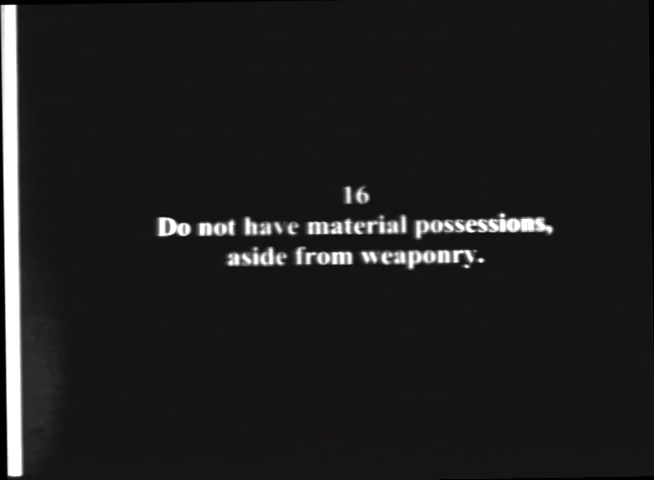 16
Do not have material possessions,
aside from weaponry.